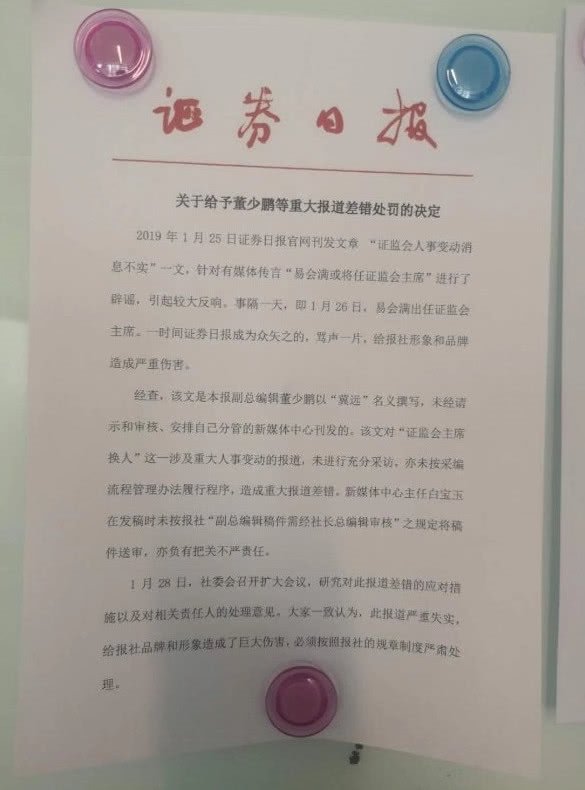 证券日报
关于给予董少鹏等重大报道差错处罚的决定
2019年1月25日证券日报官网刊发文章 “证监会人事变动消
息不实”一文，针对有媒体传言“易会满或将任证监会主席”进行了
辟谣，引起较大反响。事隔一天，即1月26日，易会满出任证监会
主席。一时间证券日报成为众矢之的，骂声一片，给报社形象和品牌
造成严重伤害。
经查，该文是本报副总编辑董少鹏以“冀远”名义撰写，未经请
示和审核、安排自己分管的新媒体中心刊发的。该文对“证监会主席
换人”这一涉及重大人事变动的报道，未进行充分采访，亦未按采编
流程管理办法履行程序，造成重大报道差错。新媒体中心主任白宝玉
在发稿时未按报社“副总编辑稿件需经社长总编辑审核”之规定将稿
件送审，亦负有把关不严责任。
1月28日，社委会召开扩大会议，研究对此报道差错的应对措
施以及对相关责任人的处理意见。大家一致认为，此报道严重失实，
给报社品牌和形象造成了巨大伤害，必须按照报社的规章制度严肃处
理。